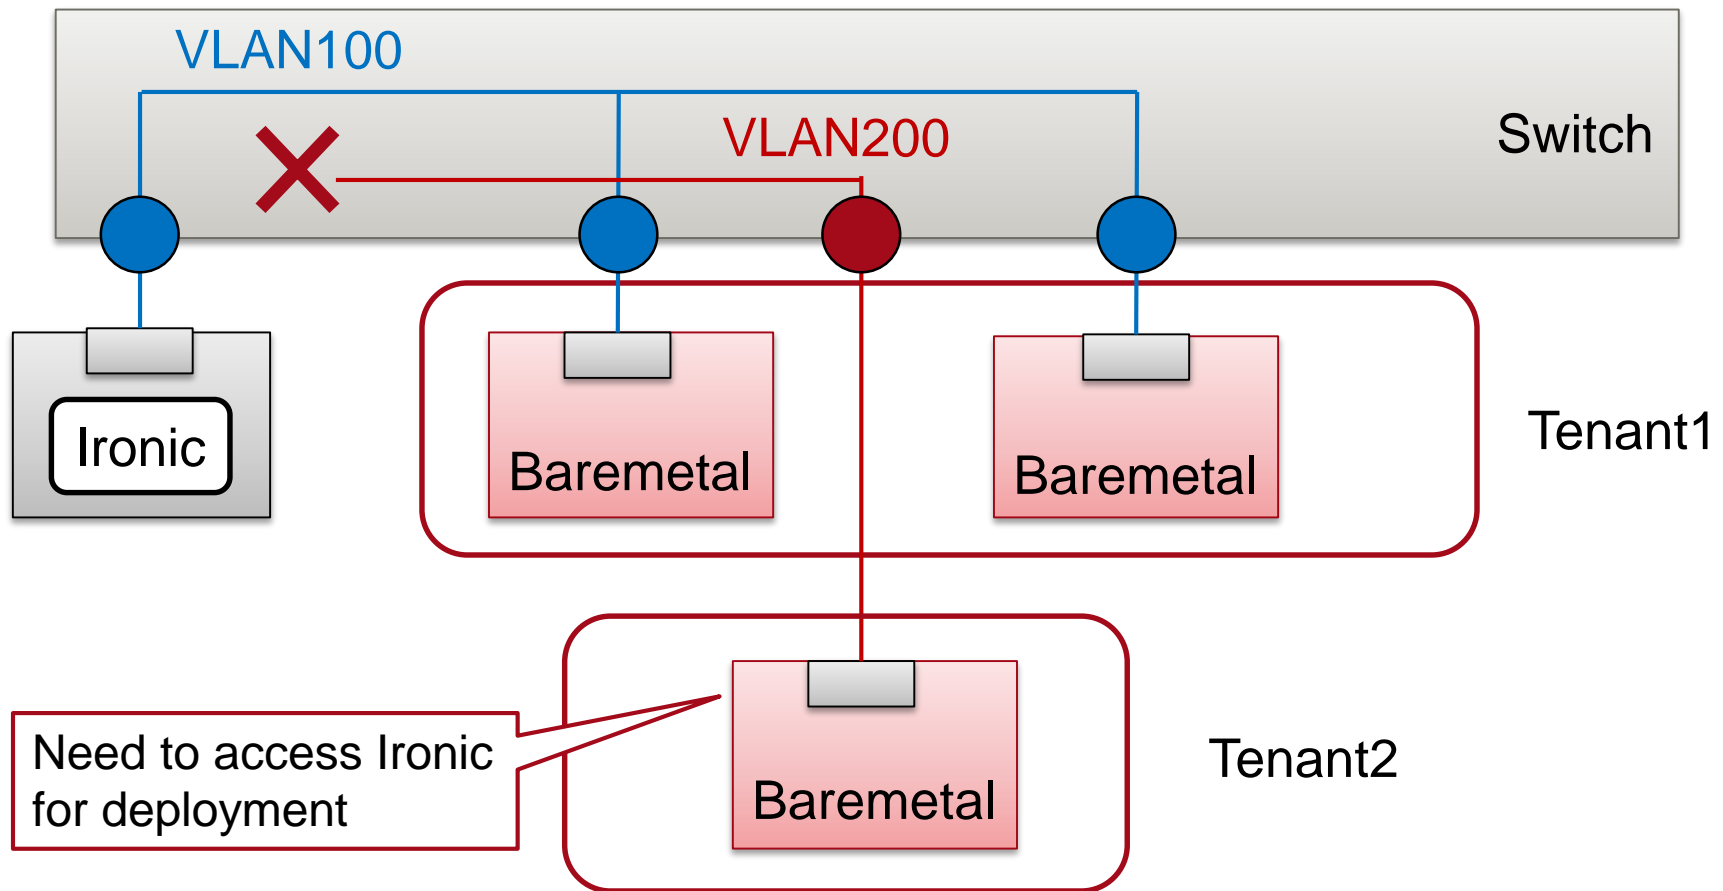 VLAN100
VLAN200
Switch
Ironic
Baremetal
Baremetal
Tenant1
Need to access Ironic
for deployment
Baremetal
Tenant2